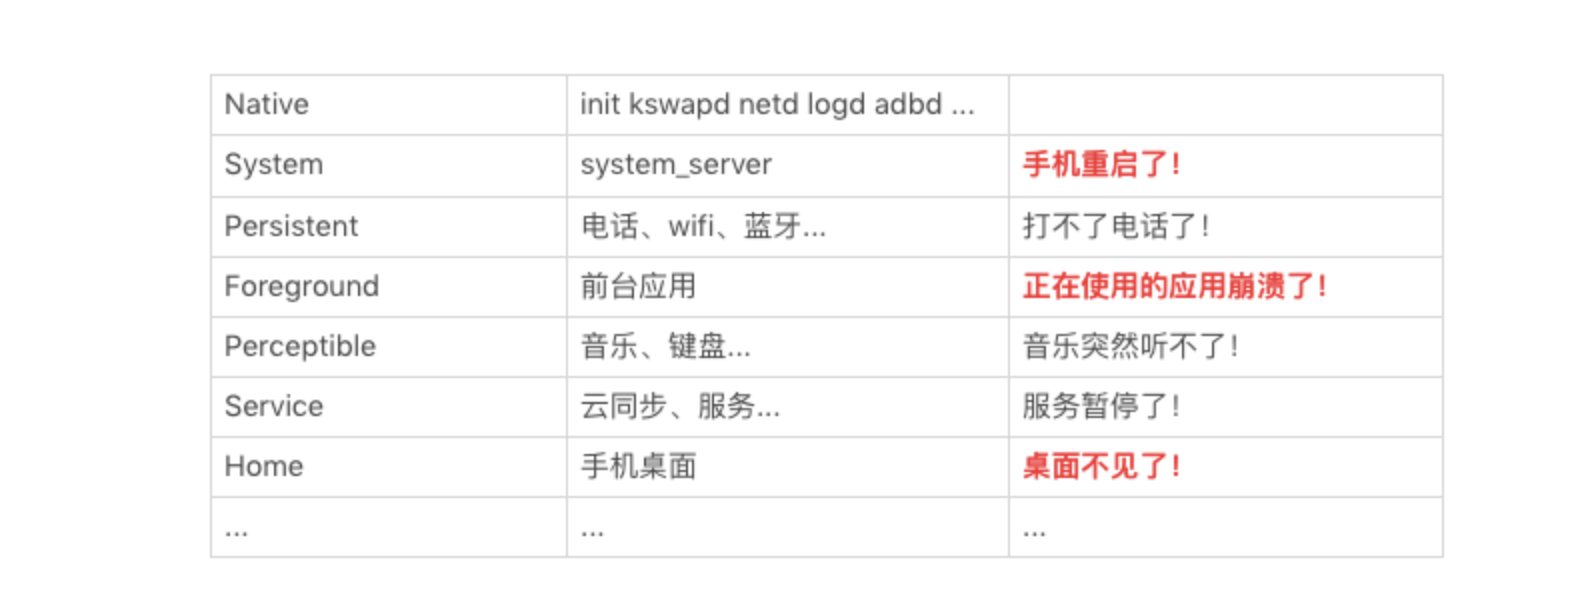 Native init kswapd netd logd adbd ...
System system_server 手机重启了！
Persistent 电话、wifi、蓝牙...
打不了电话了！
Foreground 前台应用 正在使用的应用崩溃了！
Perceptible 音乐、键盘... 音乐突然听不了！
Service 云同步、服务... 服务暂停了！
Home 手机桌面 桌面不见了！
... ... ...